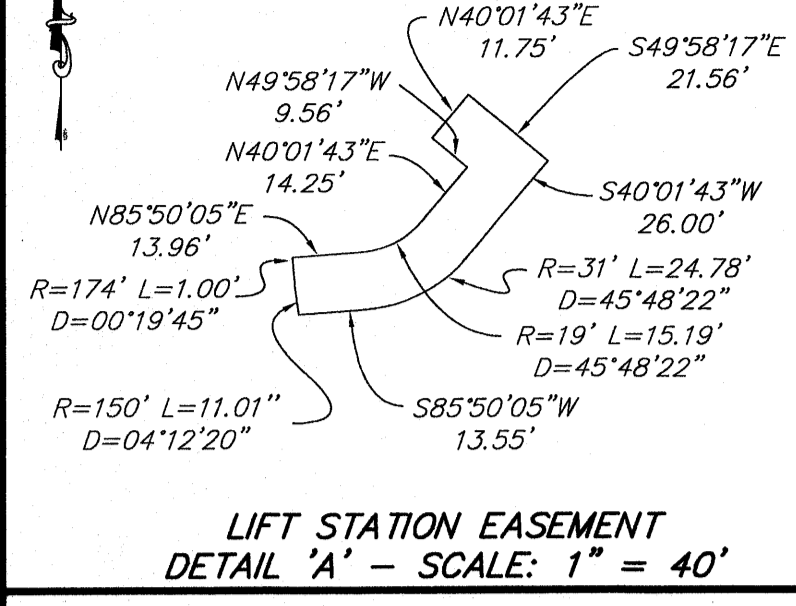 N40°01'43"E
11.75'
S49°58'17"E
21.56'
N49°58'17"W
9.56'
N40°01'43"E
14.25'
S40°01'43"W
26.00'
N85°50'05"E
13.96'
R=174' L=1.00'
D=00°19'45"
R=31' L=24.78'
D=45°48'22"
R=19' L=15.19'
D=45°48'22"
R=150' L=11.01"
D=04°12'20"
S85°50'05"W
13.55'
LIFT STATION EASEMENT
DETAIL 'A' – SCALE: 1" = 40'